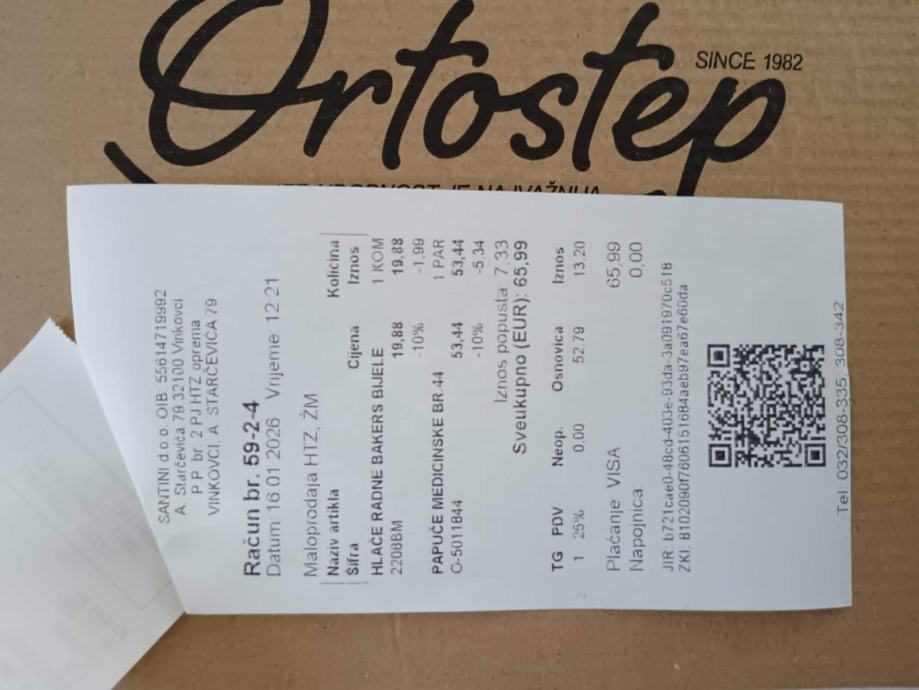 Ortostep
SINCE 1982
SANTINI d.o.o. OIB: 55614719992
A. Starčevića 79 32100 Vinkovci
P.P. br. 2 PJ HTZ oprema
VINKOVCI, A. STARČEVIĆA 79
Račun br. 59-2-4
Datum: 16.01.2026 Vrijeme: 12:21
Maloprodaja HTZ, ŽM
Naziv artikla Količina
Šifra Cijena Iznos
HLAČE RADNE BAKERS BIJELE 1 KOM
2208BM 19,88 19,88
-10% -1,99
PAPUČE MEDICINSKE BR.44 1 PAR
O-5011844 53,44 53,44
-10% -5,34
Iznos popusta: 7,33
Sveukupno (EUR): 65,99
TG PDV Neop. Osnovica Iznos
1 25% 0,00 52,79 13,20
Plaćanje VISA 65,99
Napojnica: 0,00
JIR: b721cae0-48cd-403e-93da-3a091970c518
ZKI: 8102090f7606151684aeb97ea67e60da
Tel: 032/308-335, 308-342